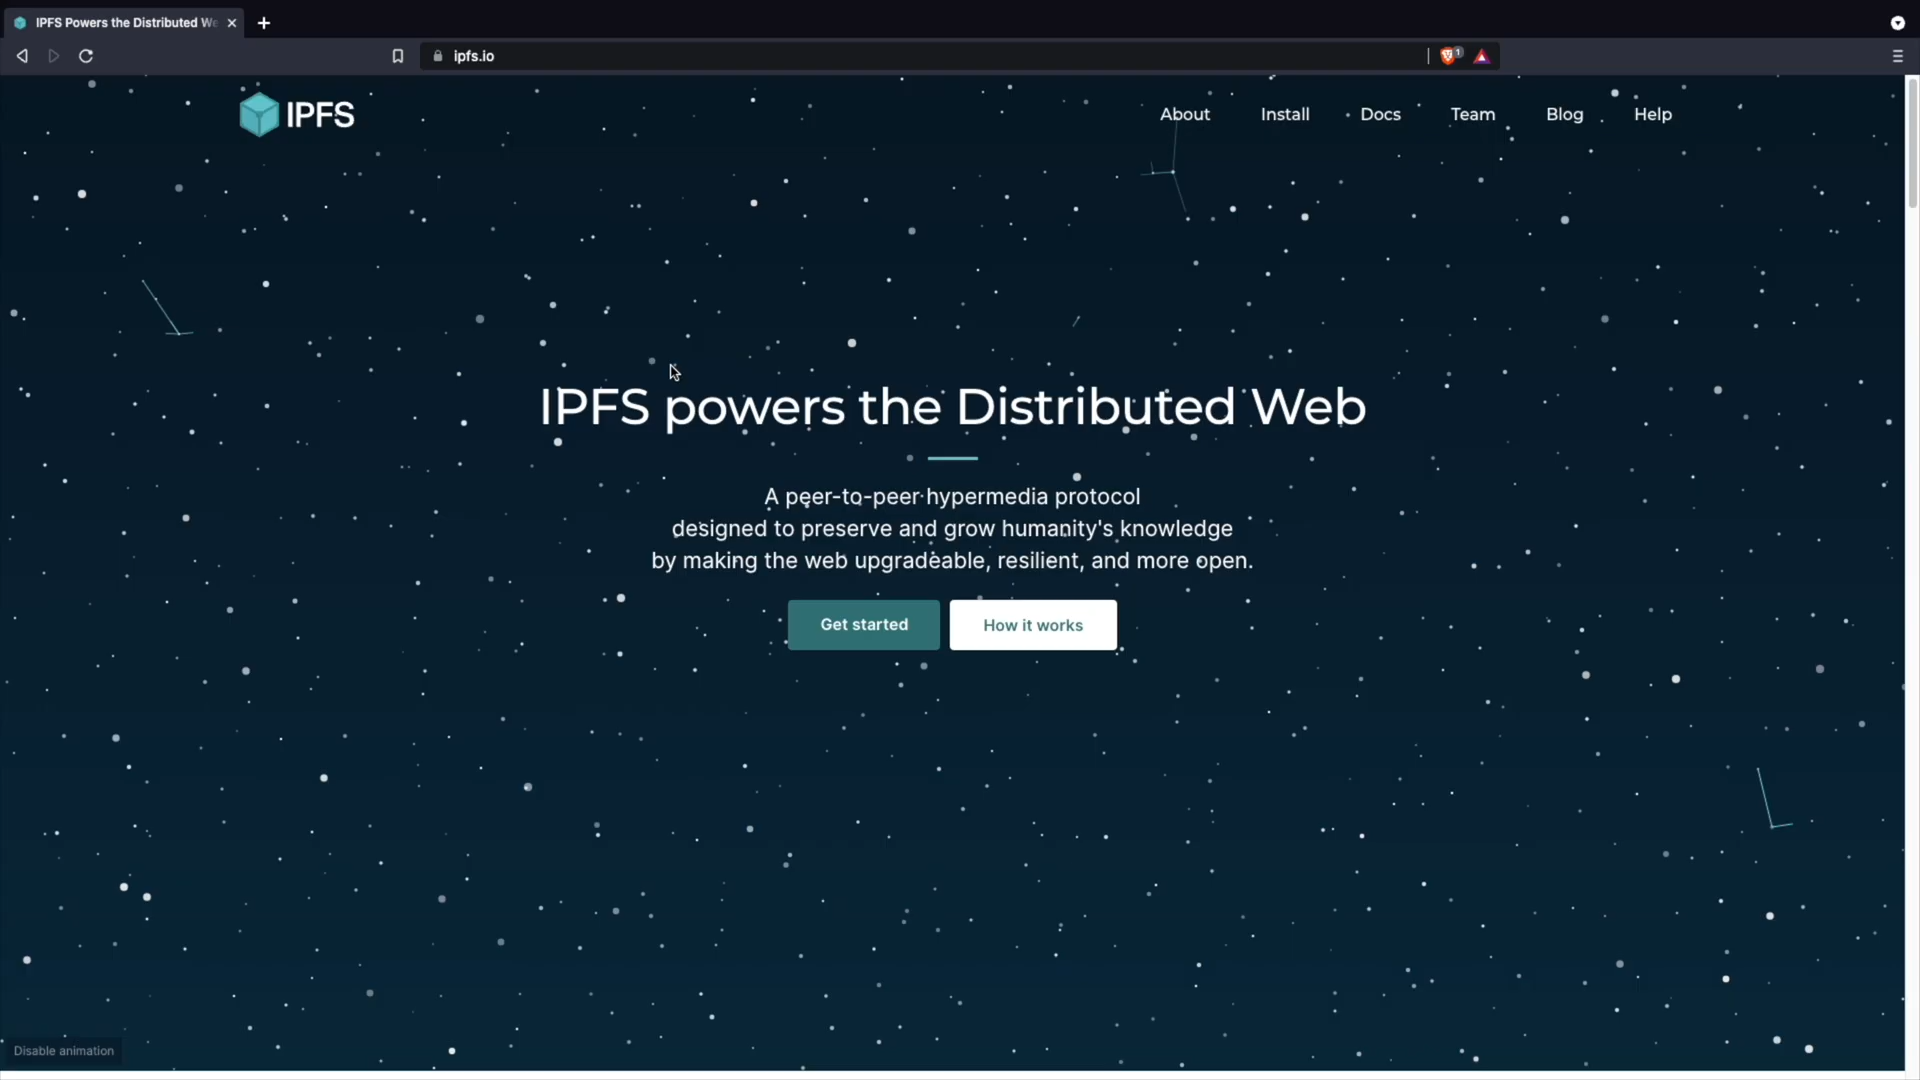 IPFS Powers the Distributed We
ipfs.io
1
IPFS
About Install Docs Team Blog Help
IPFS powers the Distributed Web
A peer-to-peer hypermedia protocol
designed to preserve and grow humanity's knowledge
by making the web upgradeable, resilient, and more open.
Get started How it works
Disable animation